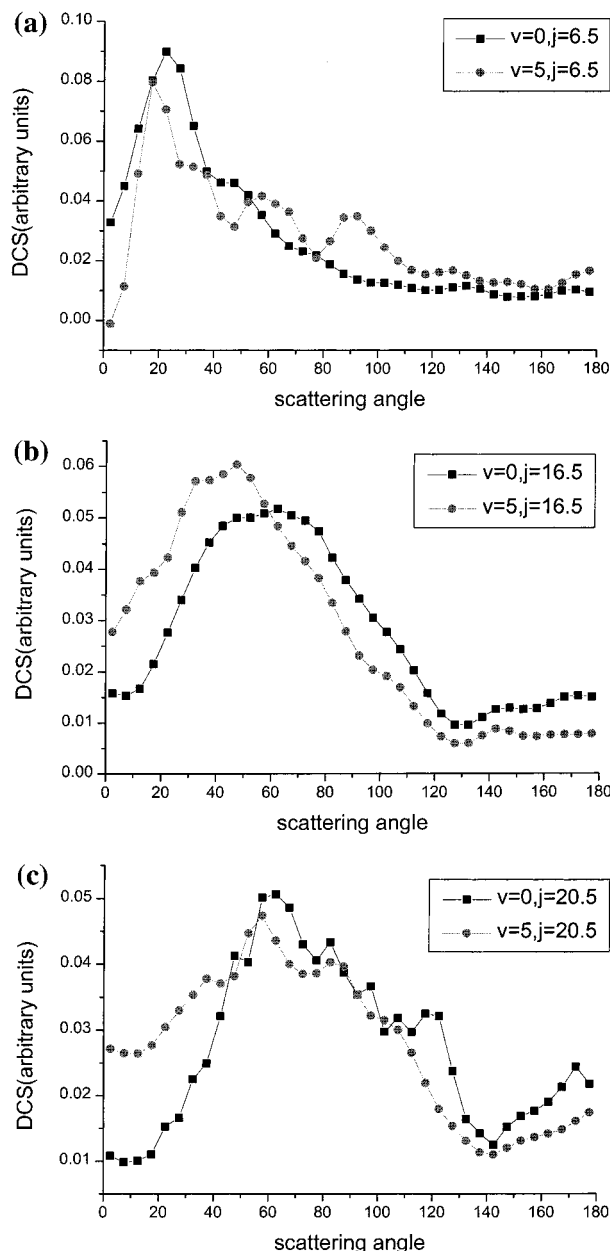 (a)
v=0,j=6.5
v=5,j=6.5
DCS(arbitrary units)
0.10
0.08
0.06
0.04
0.02
0.00
0 20 40 60 80 100 120 140 160 180
scattering angle
(b)
v=0,j=16.5
v=5,j=16.5
DCS(arbitrary units)
0.06
0.05
0.04
0.03
0.02
0.01
0.00
0 20 40 60 80 100 120 140 160 180
scattering angle
(c)
v=0,j=20.5
v=5,j=20.5
DCS(arbitrary units)
0.05
0.04
0.03
0.02
0.01
0 20 40 60 80 100 120 140 160 180
scattering angle